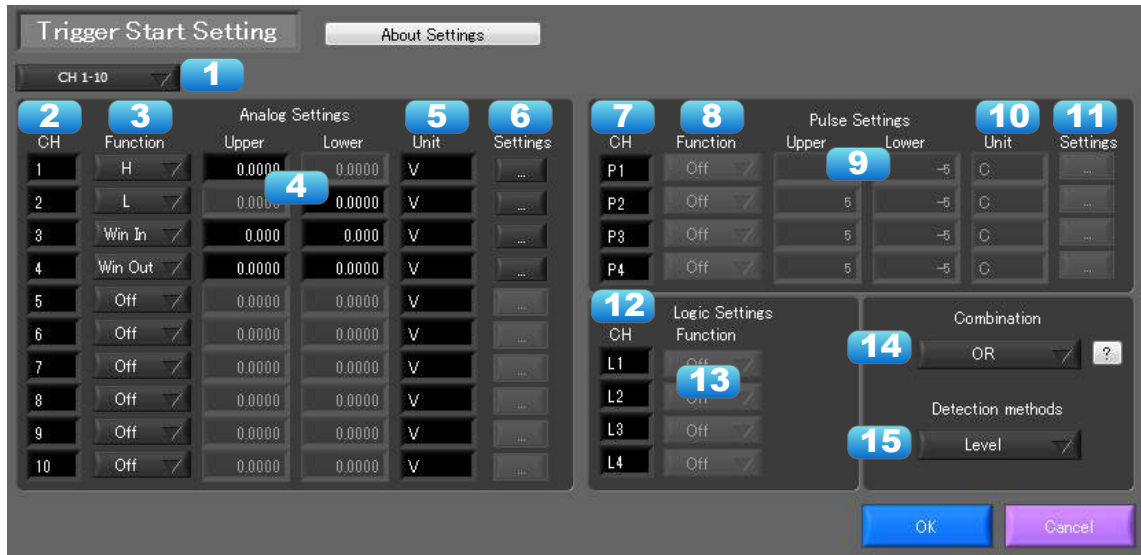 Trigger Start Setting About Settings
CH 1-10 1
2 3 Analog Settings 5 6
CH Function Upper Lower Unit Settings
4
1 H 0.0000 0.0000 V ...
2 L 0.0000 0.0000 V ...
3 Win In 0.000 0.000 V ...
4 Win Out 0.0000 0.0000 V ...
5 Off 0.0000 0.0000 V ...
6 Off 0.0000 0.0000 V ...
7 Off 0.0000 0.0000 V ...
8 Off 0.0000 0.0000 V ...
9 Off 0.0000 0.0000 V ...
10 Off 0.0000 0.0000 V ...
7 8 Pulse Settings 10 11
CH Function Upper Lower Unit Settings
9
P1 Off -5 C ...
P2 Off 5 -5 C ...
P3 Off 5 -5 C ...
P4 Off 5 -5 C ...
12 Logic Settings
CH Function
13
L1 Off
L2 Off
L3 Off
L4 Off
Combination
14 OR ?
Detection methods
15 Level
OK Cancel